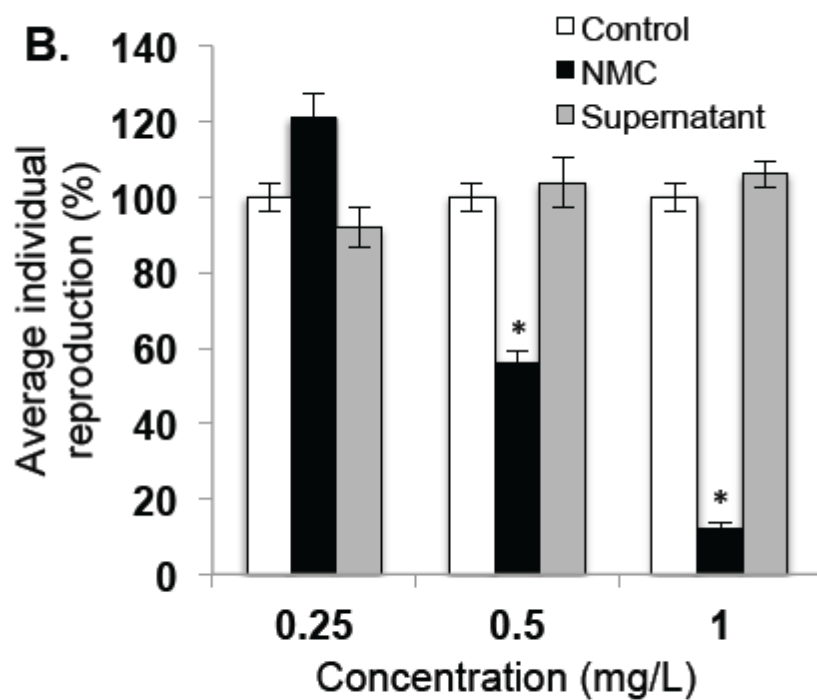 B.
Control
NMC
Supernatant
Average individual
reproduction (%)
140
120
100
80
60
40
20
0
*
*
0.25 0.5 1
Concentration (mg/L)